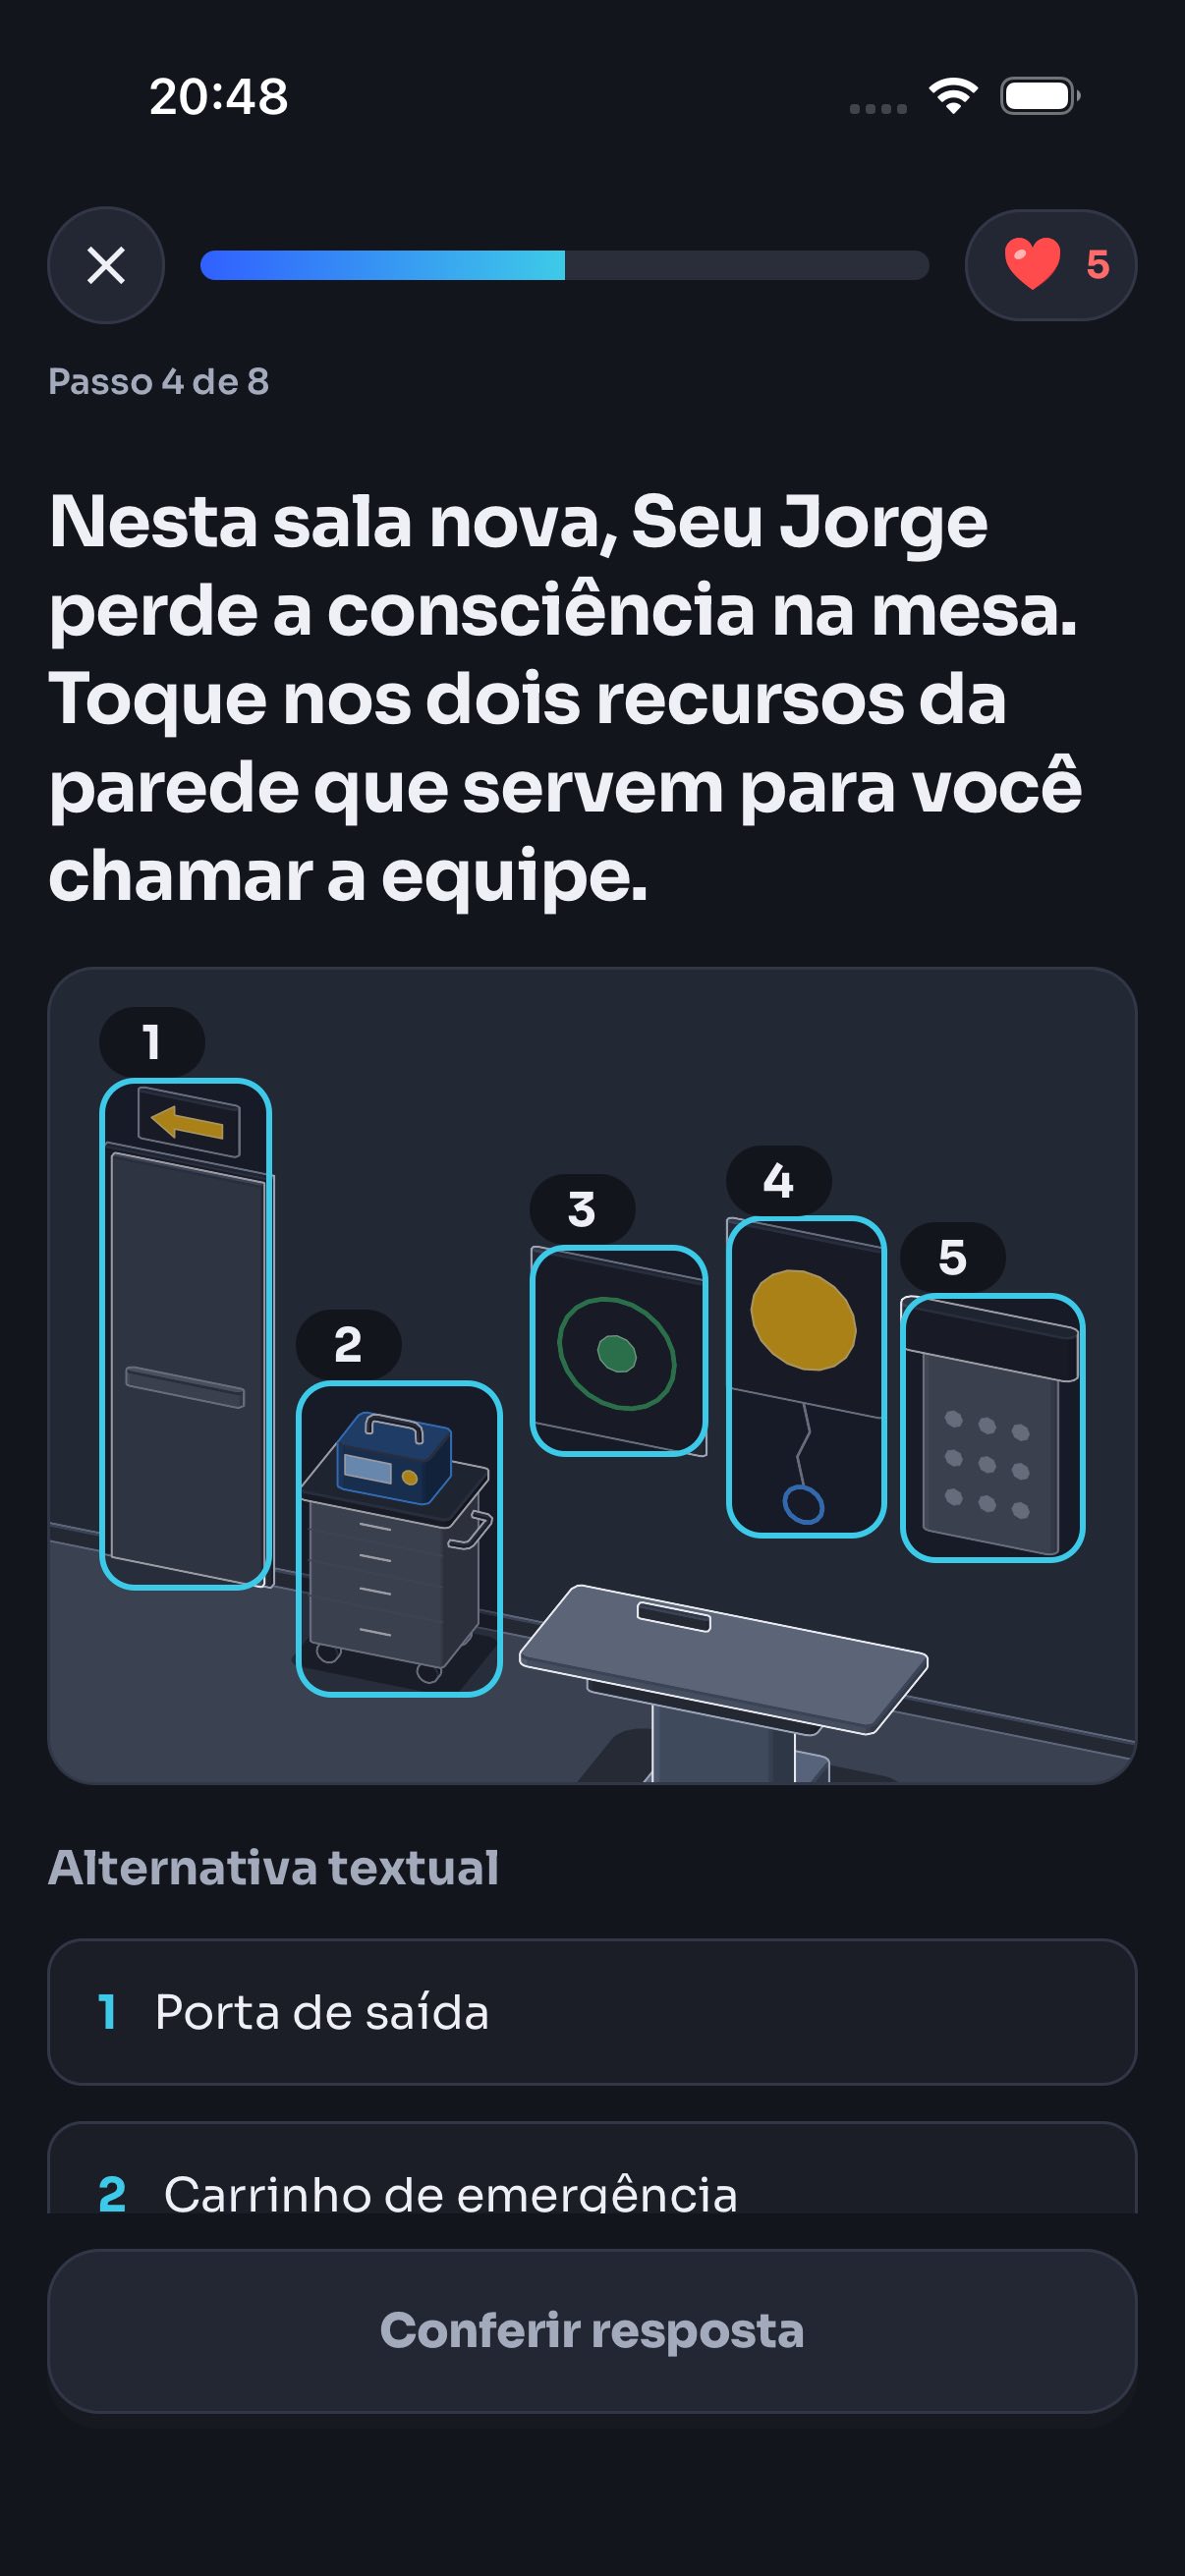 20:48
5
Passo 4 de 8
Nesta sala nova, Seu Jorge
perde a consciência na mesa.
Toque nos dois recursos da
parede que servem para você
chamar a equipe.
1
2
3
4
5
Alternativa textual
1 Porta de saída
2 Carrinho de emergência
Conferir resposta